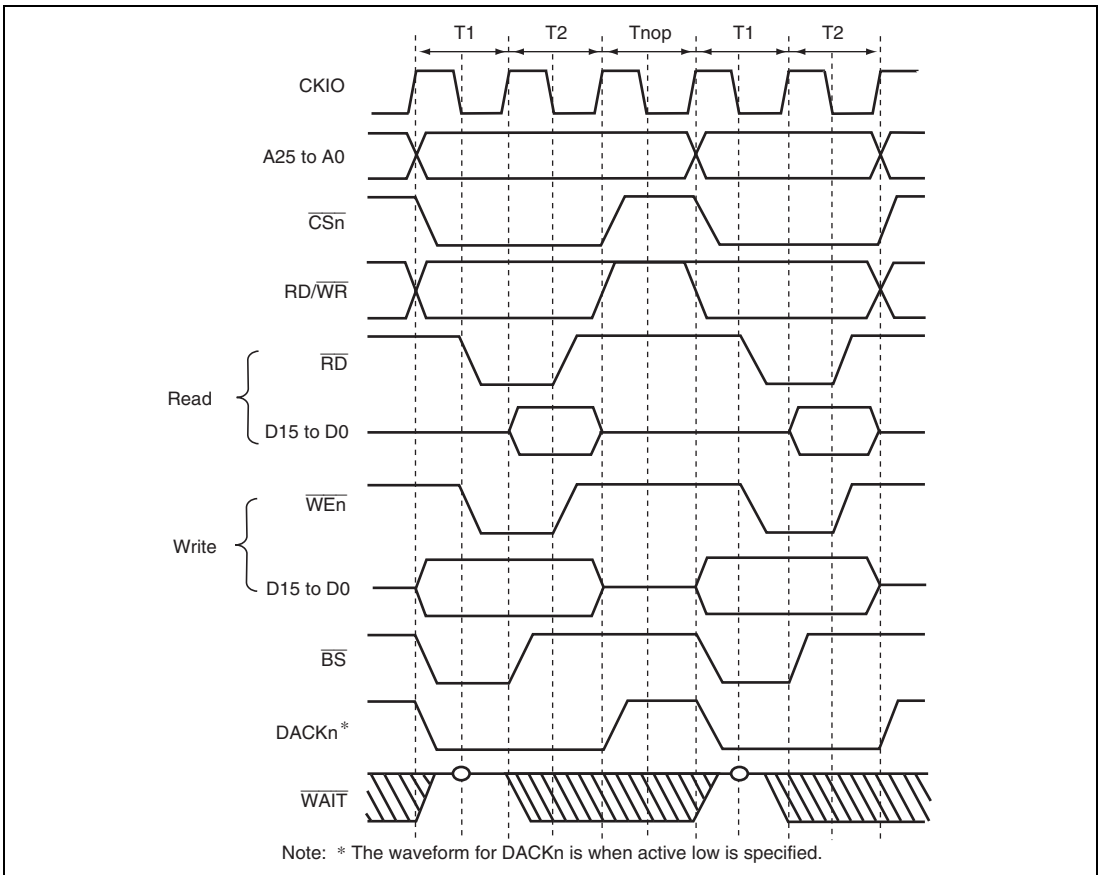 T1 T2 Tnop T1 T2
CKIO
A25 to A0
CSn
RD/WR
RD
Read
D15 to D0
WEn
Write
D15 to D0
BS
DACKn*
WAIT
Note: * The waveform for DACKn is when active low is specified.